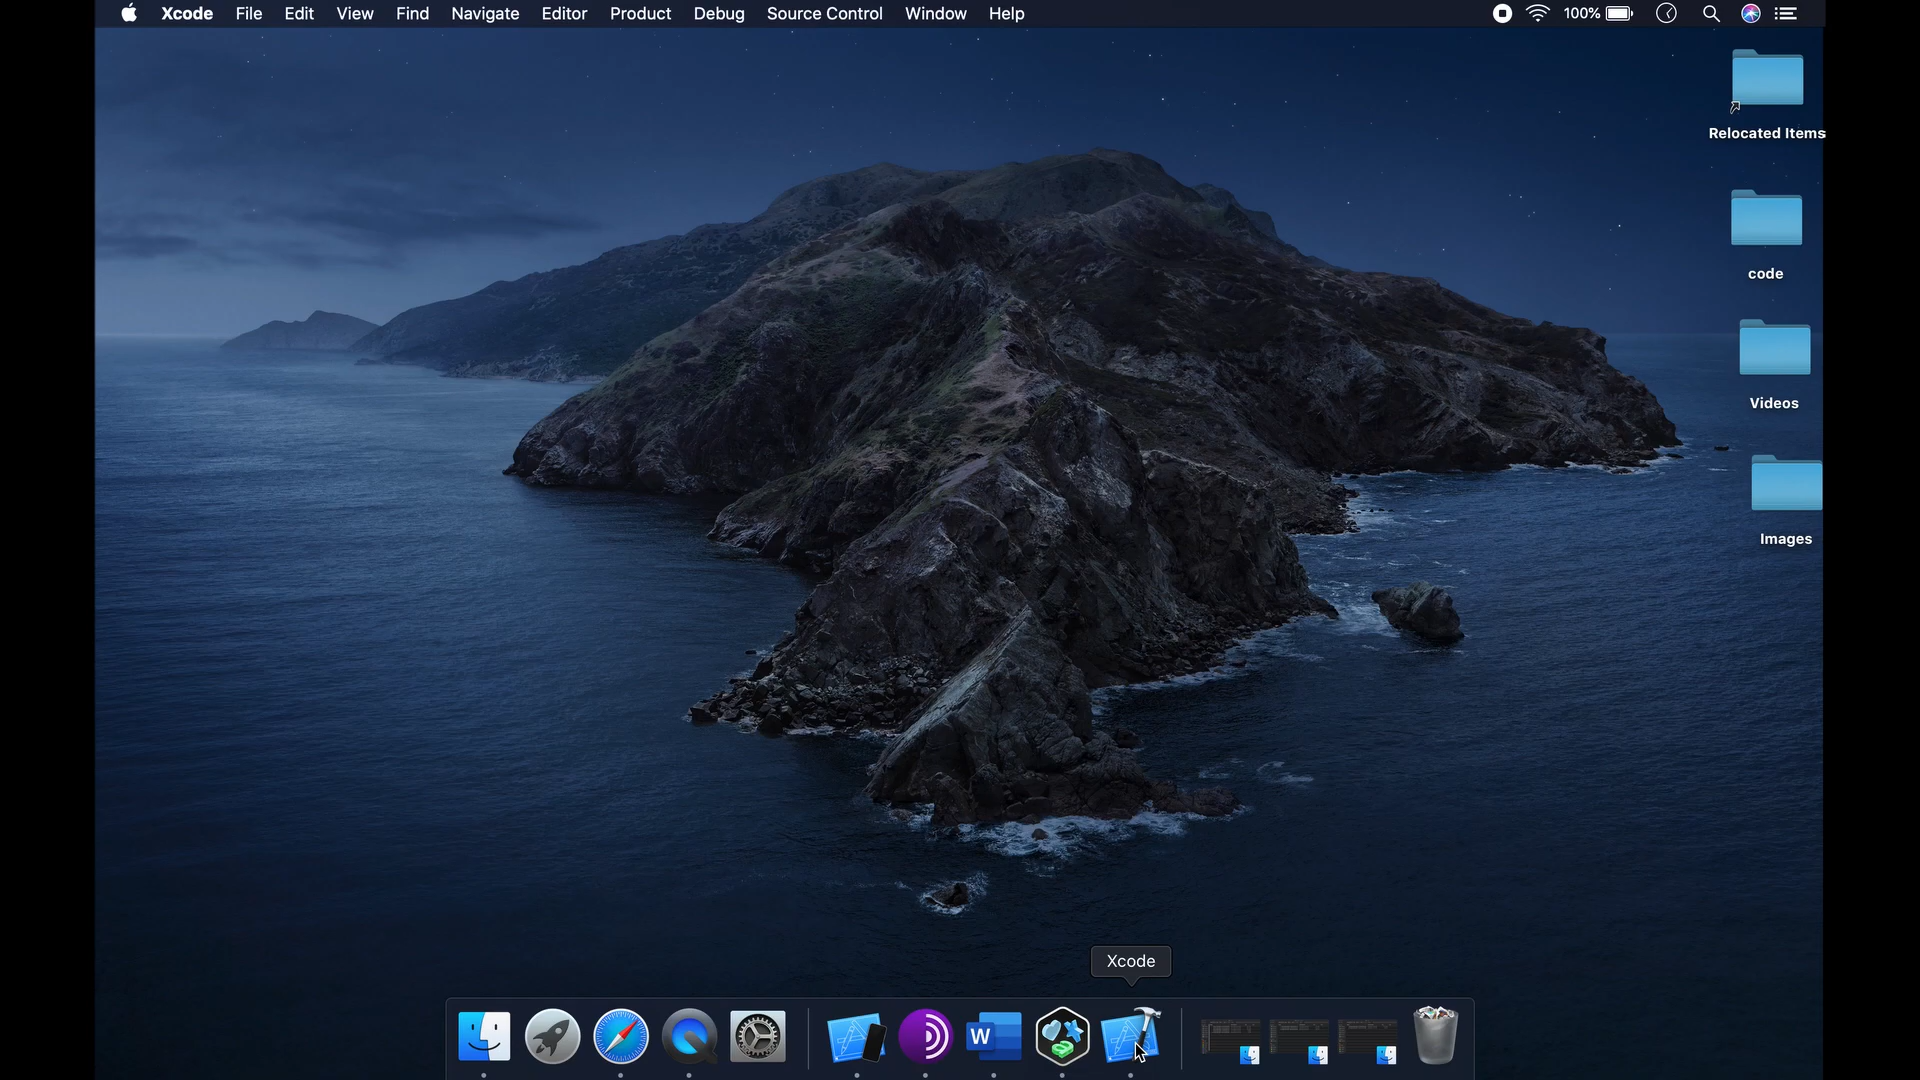 Xcode File Edit View Find Navigate Editor Product Debug Source Control Window Help 100%
Relocated Items
code
Videos
Images
Xcode
W